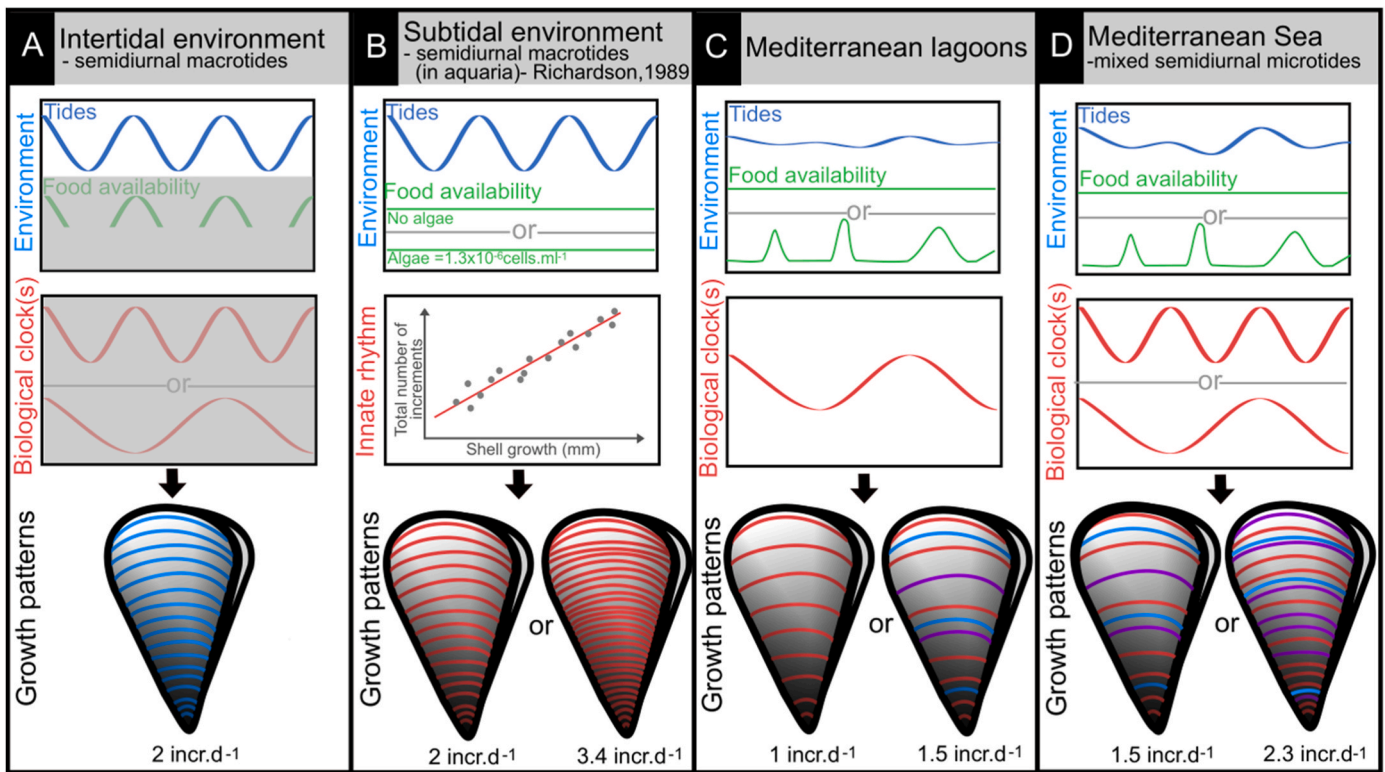 A
Intertidal environment
- semidiurnal macrotides
Environment
Tides
Food availability
Biological clock(s)
or
Growth patterns
2 incr.d-1
B
Subtidal environment
- semidiurnal macrotides
(in aquaria)- Richardson,1989
Environment
Tides
Food availability
No algae
or
Algae =1.3x10-6cells.ml-1
Innate rhythm
Total number of
increments
Shell growth (mm)
Growth patterns
or
2 incr.d-1
3.4 incr.d-1
C
Mediterranean lagoons
Environment
Tides
Food availability
or
Biological clock(s)
Growth patterns
or
1 incr.d-1
1.5 incr.d-1
D
Mediterranean Sea
-mixed semidiurnal microtides
Environment
Tides
Food availability
or
Biological clock(s)
or
Growth patterns
or
1.5 incr.d-1
2.3 incr.d-1